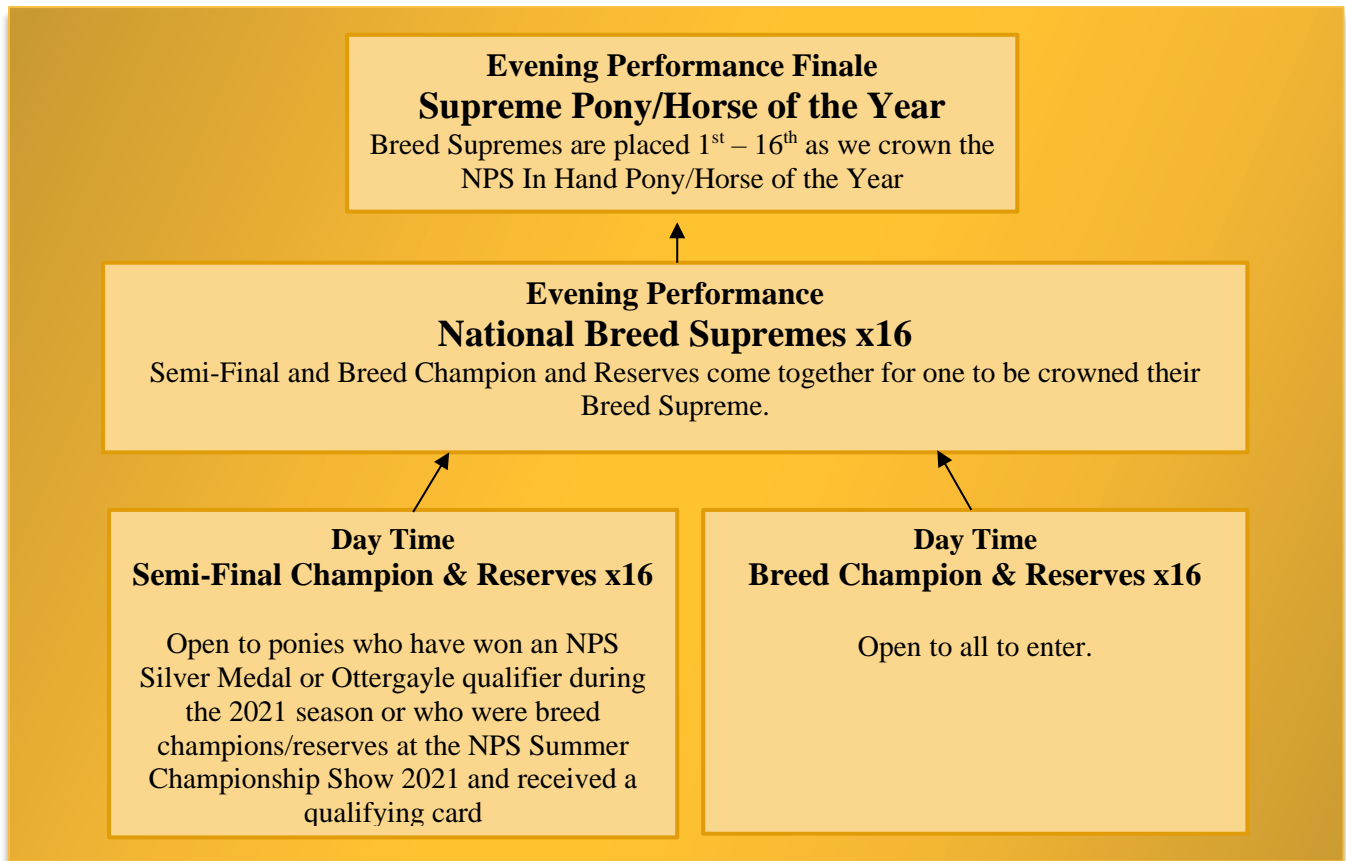 Evening Performance Finale
Supreme Pony/Horse of the Year
Breed Supremes are placed 1st – 16th as we crown the
NPS In Hand Pony/Horse of the Year
Evening Performance
National Breed Supremes x16
Semi-Final and Breed Champion and Reserves come together for one to be crowned their
Breed Supreme.
Day Time
Semi-Final Champion & Reserves x16
Open to ponies who have won an NPS
Silver Medal or Ottergayle qualifier during
the 2021 season or who were breed
champions/reserves at the NPS Summer
Championship Show 2021 and received a
qualifying card
Day Time
Breed Champion & Reserves x16
Open to all to enter.